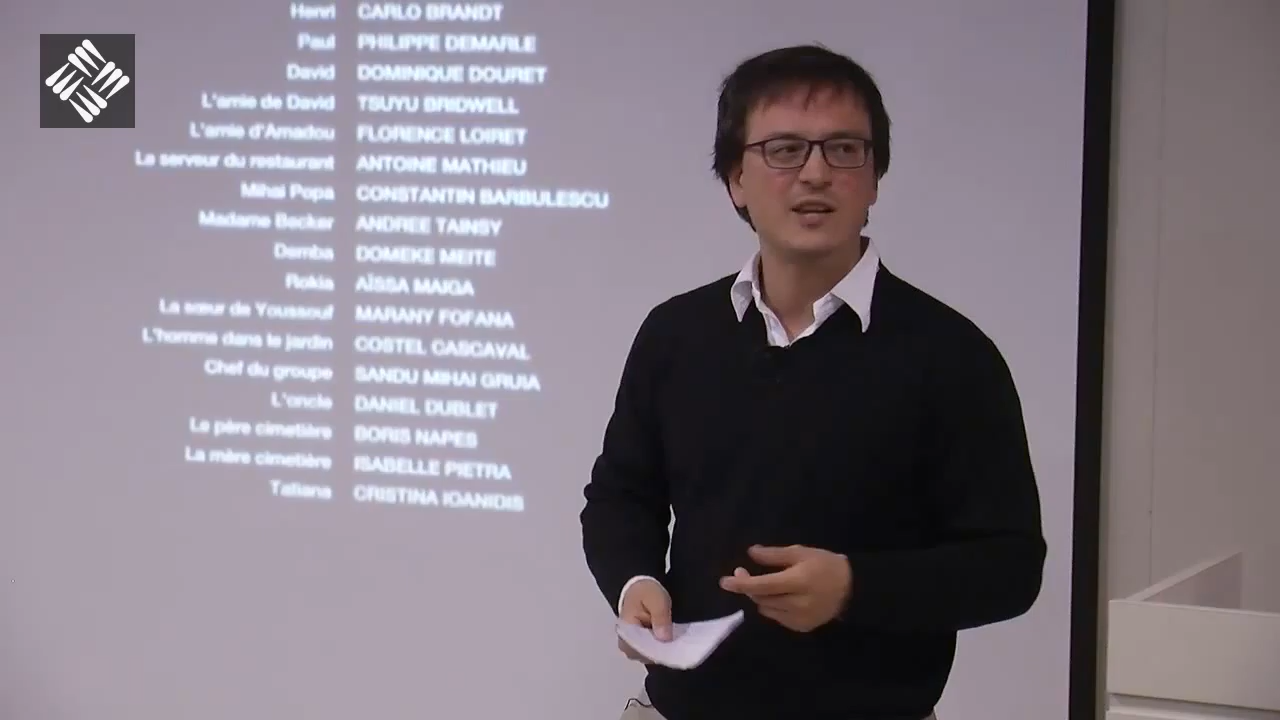 Henri CARLO BRANDT
Paul PHILIPPE DEMARLE
David DOMINIQUE DOURET
L'amie de David TSUYU BRIDWELL
L'amie d'Amadou FLORENCE LOIRET
Le serveur du restaurant ANTOINE MATHIEU
Mihai Popa CONSTANTIN BARBULESCU
Madame Becker ANDREE TAINSY
Demba DOMEKE MEITE
Rokia AÏSSA MAIGA
La sœur de Youssouf MARANY FOFANA
L'homme dans le jardin COSTEL CASCAVAL
Chef du groupe SANDU MIHAI GRUIA
L'oncle DANIEL DUBLET
Le père cimetière BORIS NAPES
La mère cimetière ISABELLE PIETRA
Tatiana CRISTINA IOANIDIS